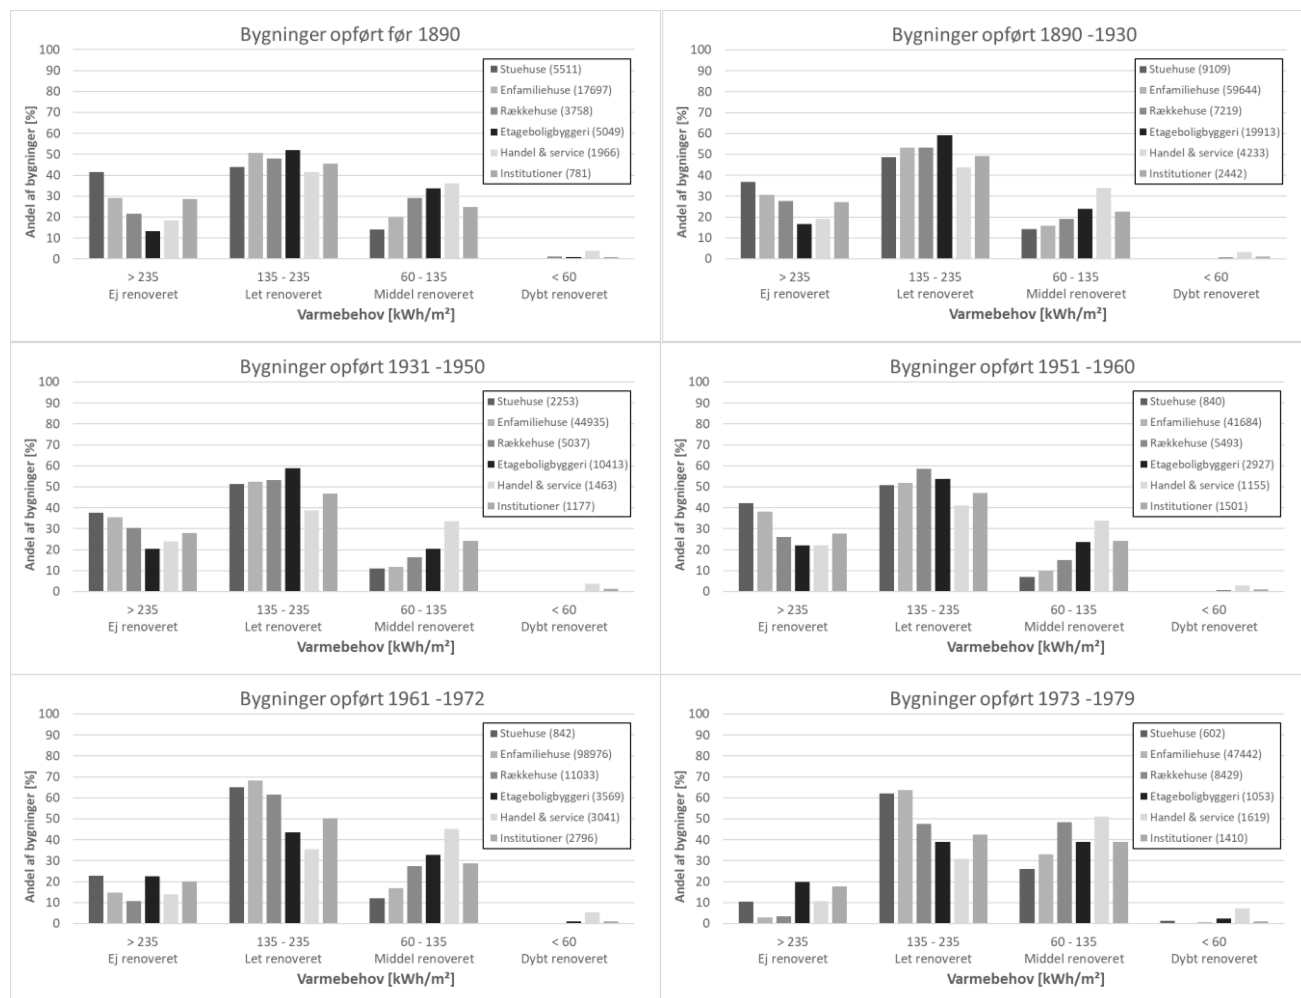 Bygninger opført før 1890
Andel af bygninger [%]
100
90
80
70
60
50
40
30
20
10
0
Stuehuse (5511)
Enfamiliehuse (17697)
Rækkehuse (3758)
Etageboligbyggeri (5049)
Handel & service (1966)
Institutioner (781)
> 235
135 - 235
60 - 135
< 60
Ej renoveret
Let renoveret
Middel renoveret
Dybt renoveret
Varmebehov [kWh/m²]
Bygninger opført 1890 -1930
Andel af bygninger [%]
100
90
80
70
60
50
40
30
20
10
0
Stuehuse (9109)
Enfamiliehuse (59644)
Rækkehuse (7219)
Etageboligbyggeri (19913)
Handel & service (4233)
Institutioner (2442)
> 235
135 - 235
60 - 135
< 60
Ej renoveret
Let renoveret
Middel renoveret
Dybt renoveret
Varmebehov [kWh/m²]
Bygninger opført 1931 -1950
Andel af bygninger [%]
100
90
80
70
60
50
40
30
20
10
0
Stuehuse (2253)
Enfamiliehuse (44935)
Rækkehuse (5037)
Etageboligbyggeri (10413)
Handel & service (1463)
Institutioner (1177)
> 235
135 - 235
60 - 135
< 60
Ej renoveret
Let renoveret
Middel renoveret
Dybt renoveret
Varmebehov [kWh/m²]
Bygninger opført 1951 -1960
Andel af bygninger [%]
100
90
80
70
60
50
40
30
20
10
0
Stuehuse (840)
Enfamiliehuse (41684)
Rækkehuse (5493)
Etageboligbyggeri (2927)
Handel & service (1155)
Institutioner (1501)
> 235
135 - 235
60 - 135
< 60
Ej renoveret
Let renoveret
Middel renoveret
Dybt renoveret
Varmebehov [kWh/m²]
Bygninger opført 1961 -1972
Andel af bygninger [%]
100
90
80
70
60
50
40
30
20
10
0
Stuehuse (842)
Enfamiliehuse (98976)
Rækkehuse (11033)
Etageboligbyggeri (3569)
Handel & service (3041)
Institutioner (2796)
> 235
135 - 235
60 - 135
< 60
Ej renoveret
Let renoveret
Middel renoveret
Dybt renoveret
Varmebehov [kWh/m²]
Bygninger opført 1973 -1979
Andel af bygninger [%]
100
90
80
70
60
50
40
30
20
10
0
Stuehuse (602)
Enfamiliehuse (47442)
Rækkehuse (8429)
Etageboligbyggeri (1053)
Handel & service (1619)
Institutioner (1410)
> 235
135 - 235
60 - 135
< 60
Ej renoveret
Let renoveret
Middel renoveret
Dybt renoveret
Varmebehov [kWh/m²]